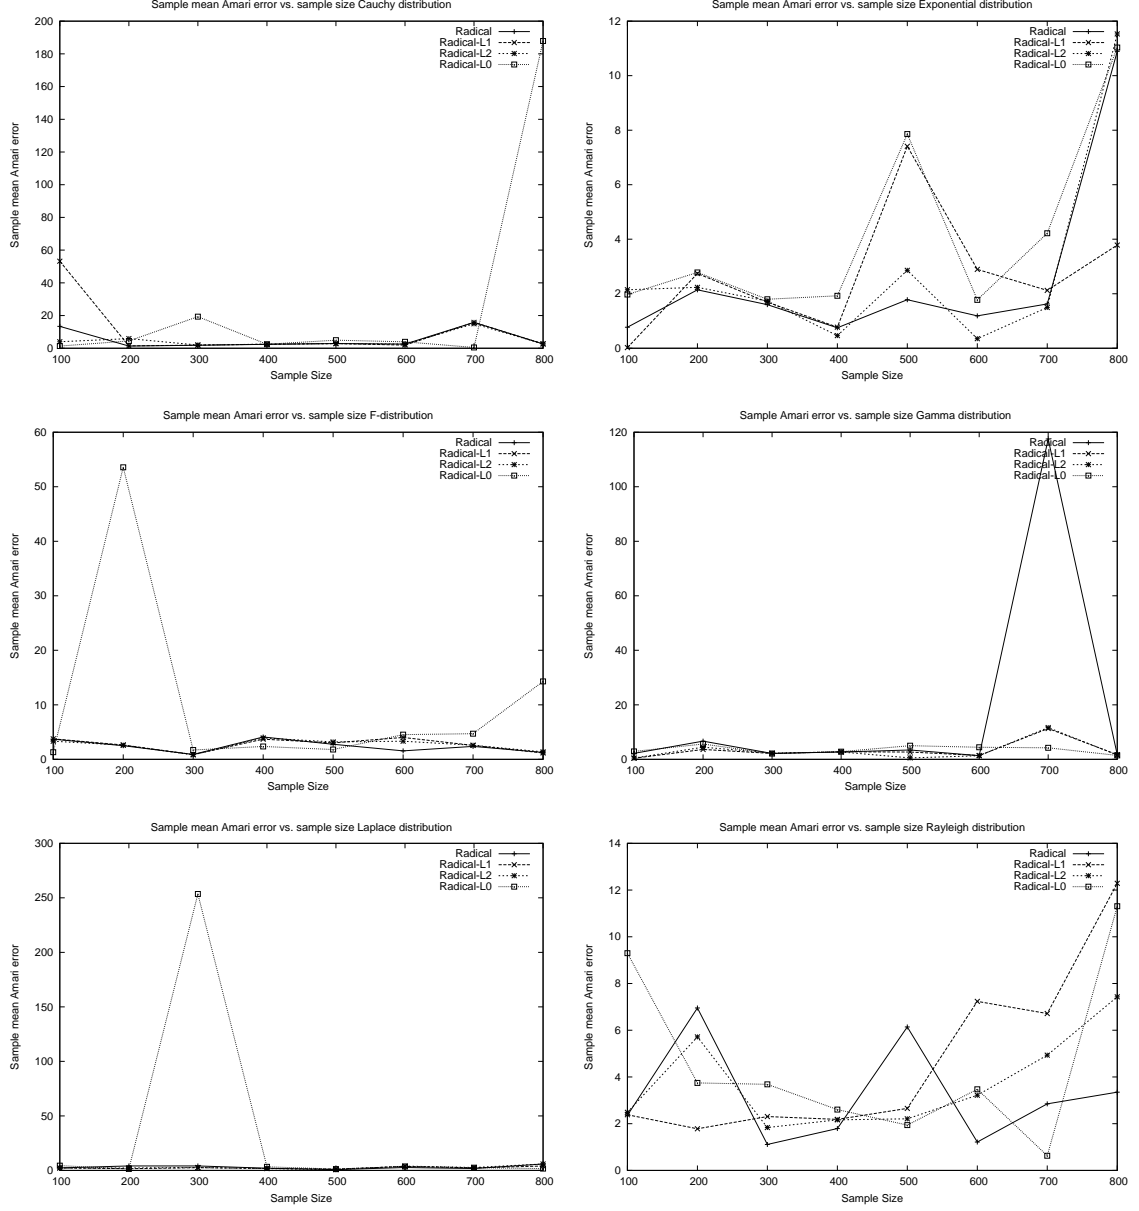 Sample mean Amari error vs. sample size Cauchy distribution
200
180
160
140
120
100
80
60
40
20
0
Sample mean Amari error
Radical
Radical-L1
Radical-L2
Radical-L0
100 200 300 400 500 600 700 800
Sample Size
Sample mean Amari error vs. sample size Exponential distribution
12
10
8
6
4
2
0
Sample mean Amari error
Radical
Radical-L1
Radical-L2
Radical-L0
100 200 300 400 500 600 700 800
Sample Size
Sample mean Amari error vs. sample size F-distribution
60
50
40
30
20
10
0
Sample mean Amari error
Radical
Radical-L1
Radical-L2
Radical-L0
100 200 300 400 500 600 700 800
Sample Size
Sample Amari error vs. sample size Gamma distribution
120
100
80
60
40
20
0
Sample mean Amari error
Radical
Radical-L1
Radical-L2
Radical-L0
100 200 300 400 500 600 700 800
Sample Size
Sample mean Amari error vs. sample size Laplace distribution
300
250
200
150
100
50
0
Sample mean Amari error
Radical
Radical-L1
Radical-L2
Radical-L0
100 200 300 400 500 600 700 800
Sample Size
Sample mean Amari error vs. sample size Rayleigh distribution
14
12
10
8
6
4
2
0
Sample mean Amari error
Radical
Radical-L1
Radical-L2
Radical-L0
100 200 300 400 500 600 700 800
Sample Size